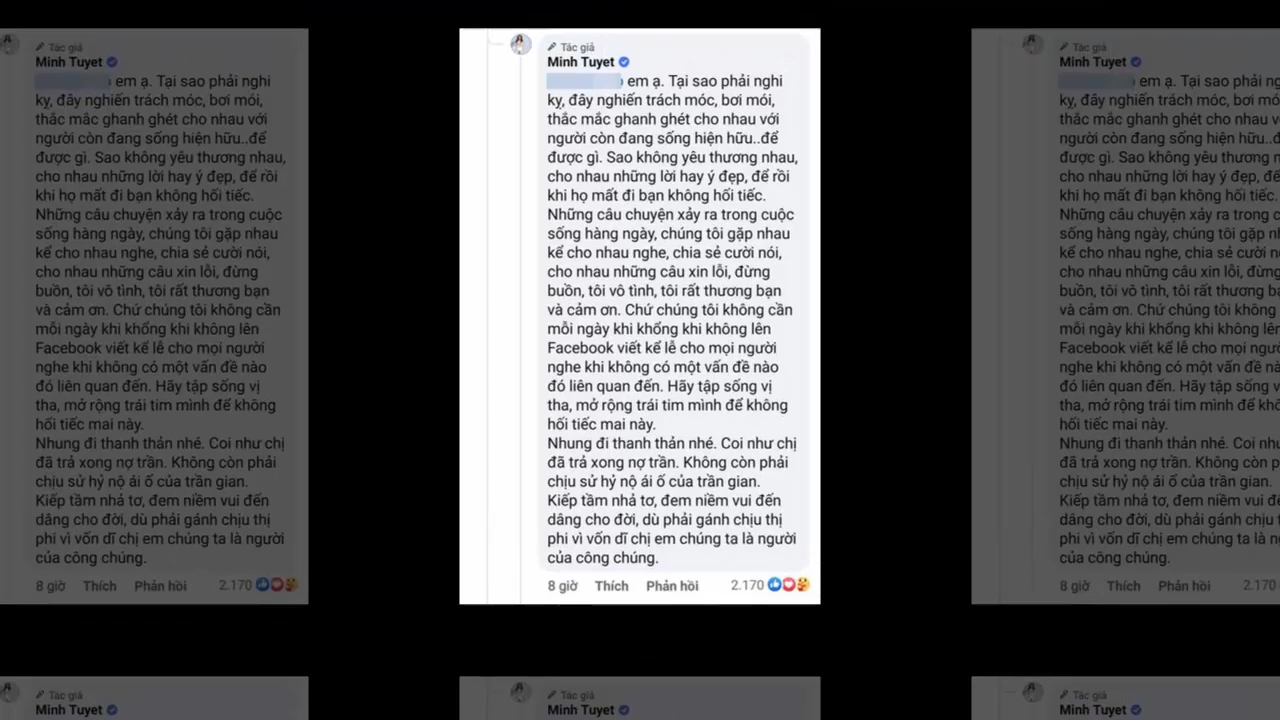 Tác giả
Minh Tuyet
em ạ. Tại sao phải nghi
kỵ, đây nghiến trách móc, bơi mói,
thắc mắc ghanh ghét cho nhau với
người còn đang sống hiện hữu..để
được gì. Sao không yêu thương nhau,
cho nhau những lời hay ý đẹp, để rồi
khi họ mất đi bạn không hối tiếc.
Những câu chuyện xảy ra trong cuộc
sống hàng ngày, chúng tôi gặp nhau
kể cho nhau nghe, chia sẻ cười nói,
cho nhau những câu xin lỗi, đừng
buồn, tôi vô tình, tôi rất thương bạn
và cảm ơn. Chứ chúng tôi không cần
mỗi ngày khi khổng khi không lên
Facebook viết kể lể cho mọi người
nghe khi không có một vấn đề nào
đó liên quan đến. Hãy tập sống vị
tha, mở rộng trái tim mình để không
hối tiếc mai này.
Nhung đi thanh thản nhé. Coi như chị
đã trả xong nợ trần. Không còn phải
chịu sử hỷ nộ ái ố của trần gian.
Kiếp tằm nhả tơ, đem niềm vui đến
dâng cho đời, dù phải gánh chịu thị
phi vì vốn dĩ chị em chúng ta là người
của công chúng.
8 giờ Thích Phản hồi 2.170